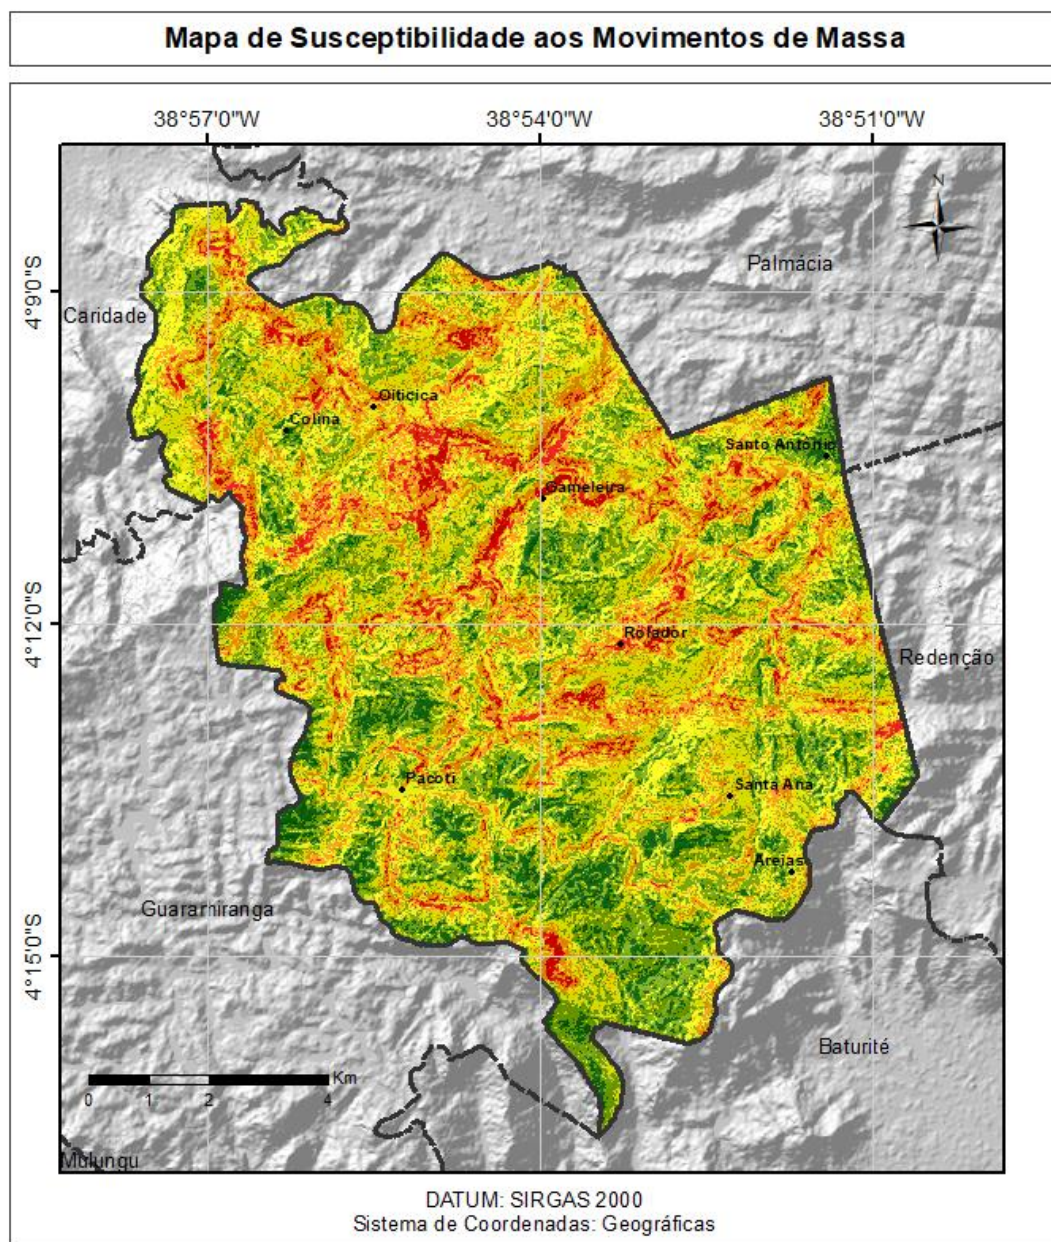 Mapa de Susceptibilidade aos Movimentos de Massa
38°57'0"W 38°54'0"W 38°51'0"W
N
Palmácia
4°9'0"S
Caridade
Oiticica
Colina
Santo Antônio
Gameleira
4°12'0"S
Rolador
Redenção
Pacoti
Santa Ana
Areias
Guaramiranga
4°15'0"S
Baturité
Km
0 1 2 4
Mulungu
DATUM: SIRGAS 2000
Sistema de Coordenadas: Geográficas